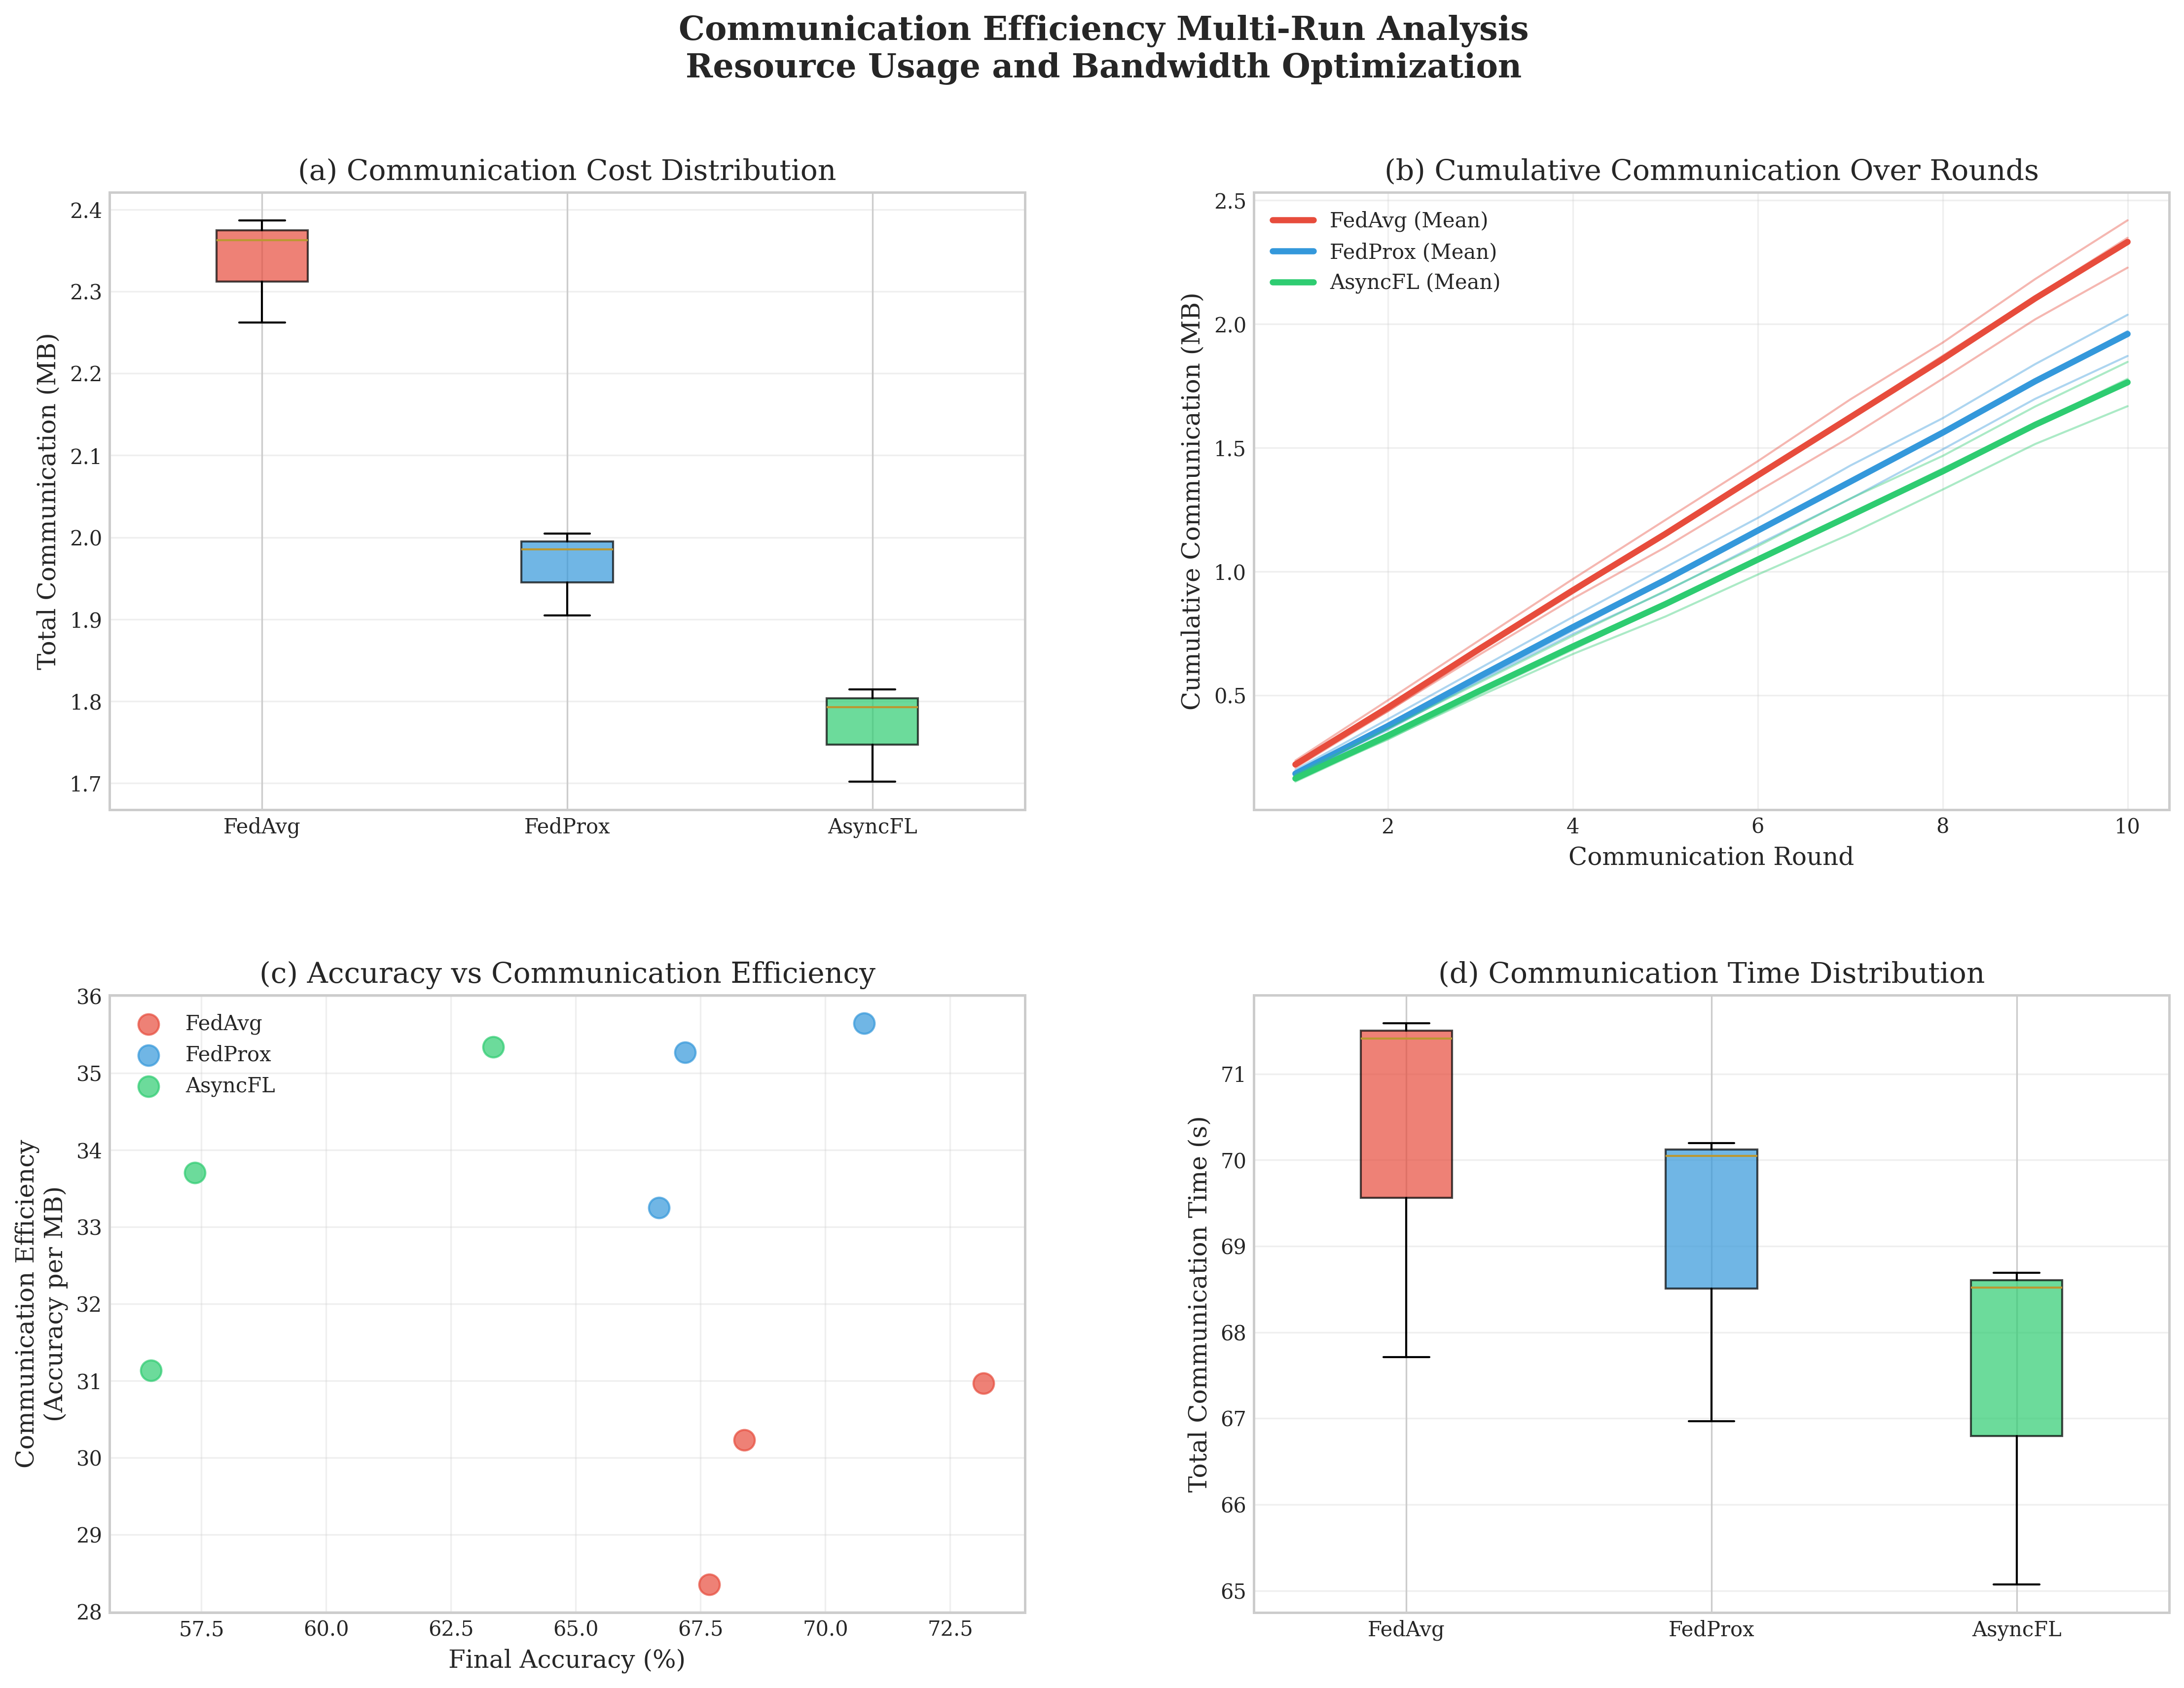 Communication Efficiency Multi-Run Analysis
Resource Usage and Bandwidth Optimization
(a) Communication Cost Distribution
Total Communication (MB)
2.4
2.3
2.2
2.1
2.0
1.9
1.8
1.7
FedAvg
FedProx
AsyncFL
(b) Cumulative Communication Over Rounds
Cumulative Communication (MB)
2.5
2.0
1.5
1.0
0.5
FedAvg (Mean)
FedProx (Mean)
AsyncFL (Mean)
2
4
6
8
10
Communication Round
(c) Accuracy vs Communication Efficiency
Communication Efficiency
(Accuracy per MB)
36
35
34
33
32
31
30
29
28
FedAvg
FedProx
AsyncFL
57.5
60.0
62.5
65.0
67.5
70.0
72.5
Final Accuracy (%)
(d) Communication Time Distribution
Total Communication Time (s)
71
70
69
68
67
66
65
FedAvg
FedProx
AsyncFL